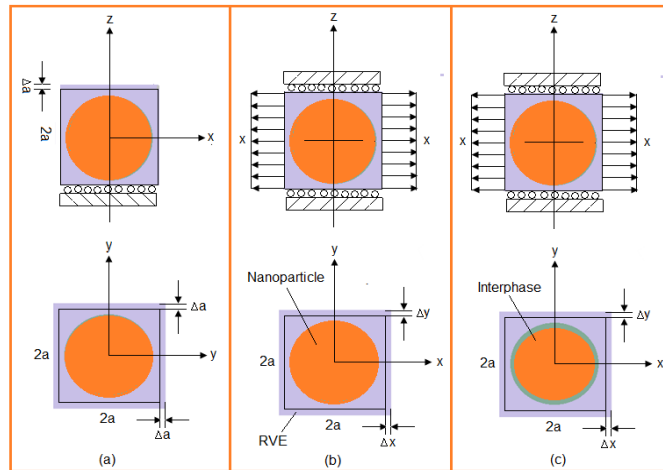 z
Δa
2a
x
y
Δa
2a
y
2a
Δa
(a)
z
x
x
y
Nanoparticle
Δy
2a
x
2a
RVE
Δx
(b)
z
x
x
y
Interphase
Δy
2a
x
2a
Δx
(c)